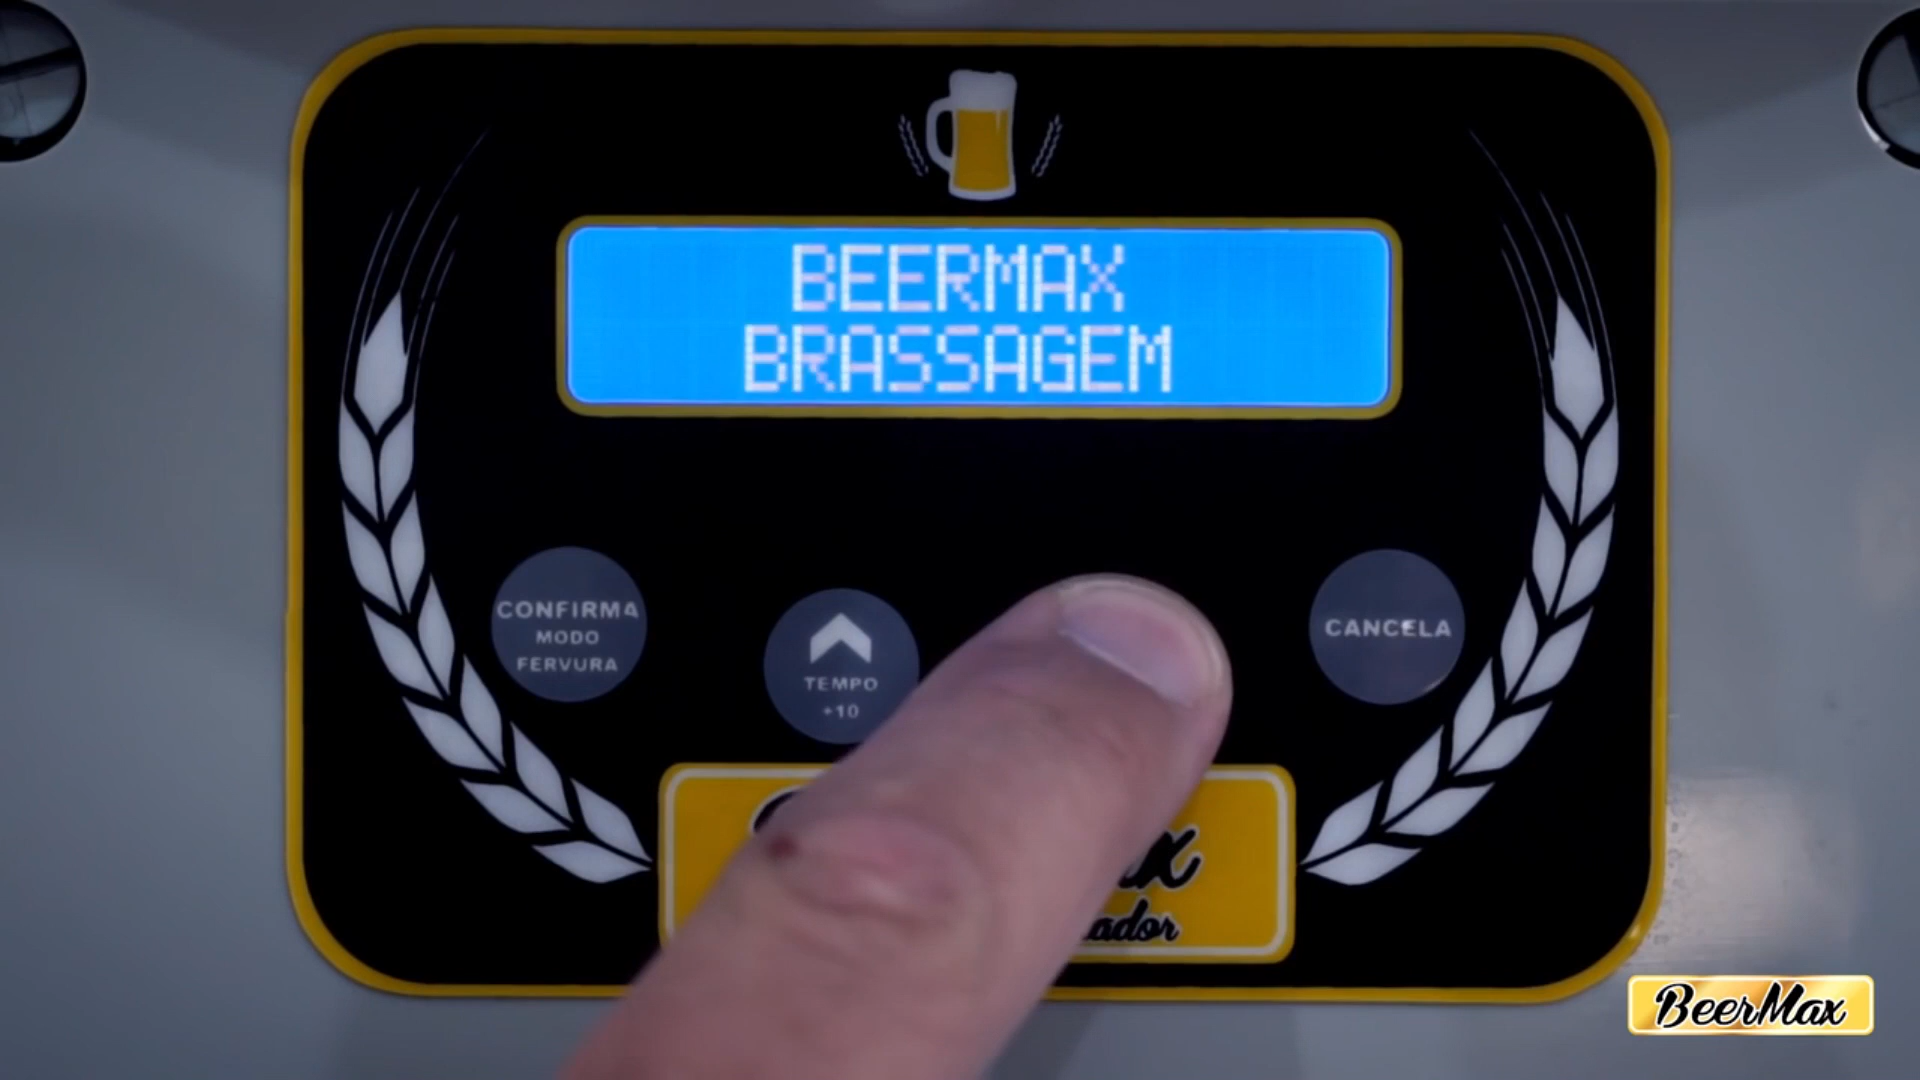 BEERMAX
BRASSAGEM
CONFIRMA
MODO
FERVURA
TEMPO
+10
CANCELA
BeerMax